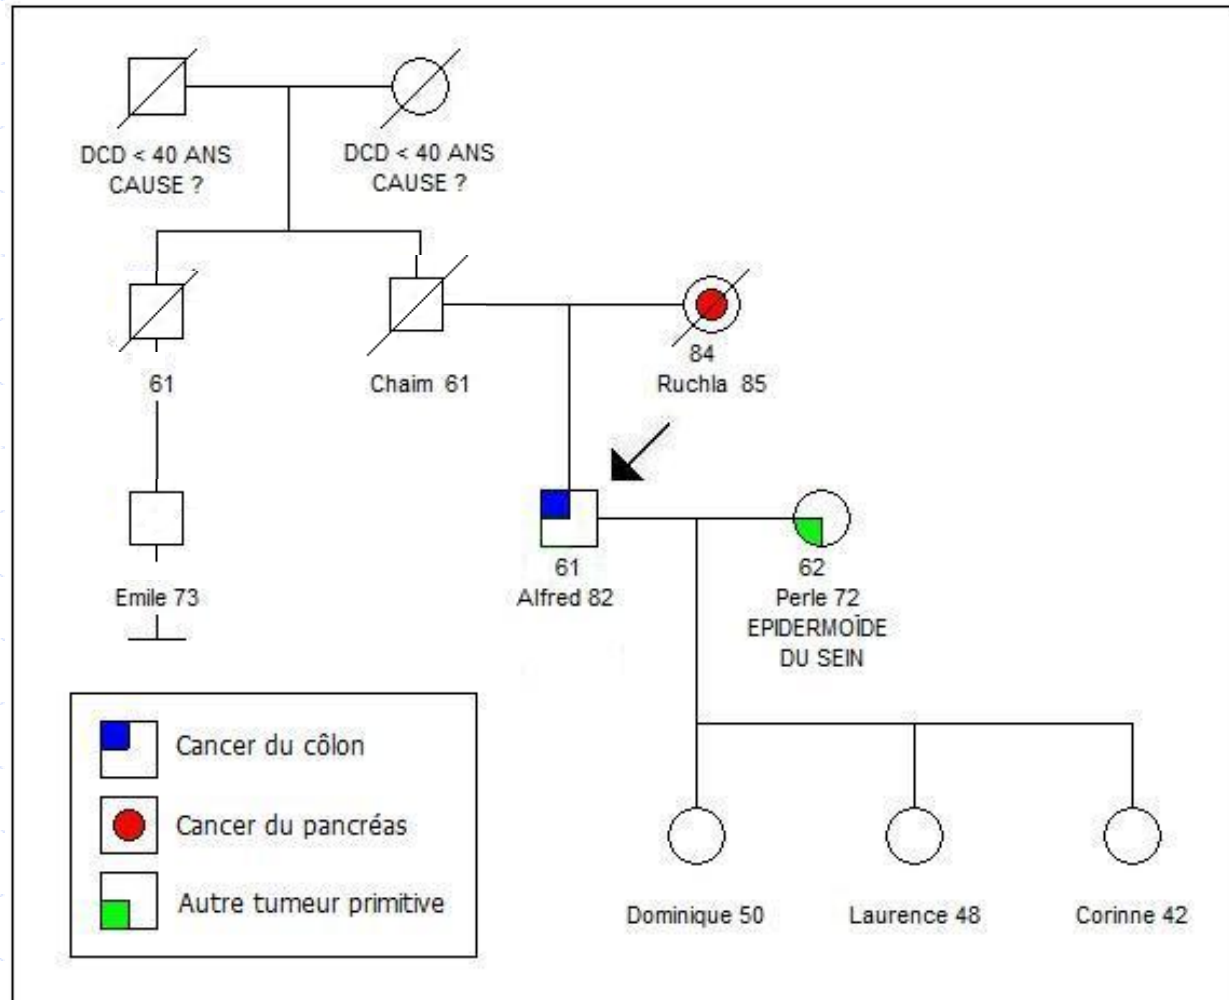 DCD < 40 ANS
CAUSE ?
DCD < 40 ANS
CAUSE ?
61
Chaim 61
84
Ruchla 85
Emile 73
61
Alfred 82
62
Perle 72
EPIDERMOÏDE
DU SEIN
Cancer du côlon
Cancer du pancréas
Autre tumeur primitive
Dominique 50
Laurence 48
Corinne 42